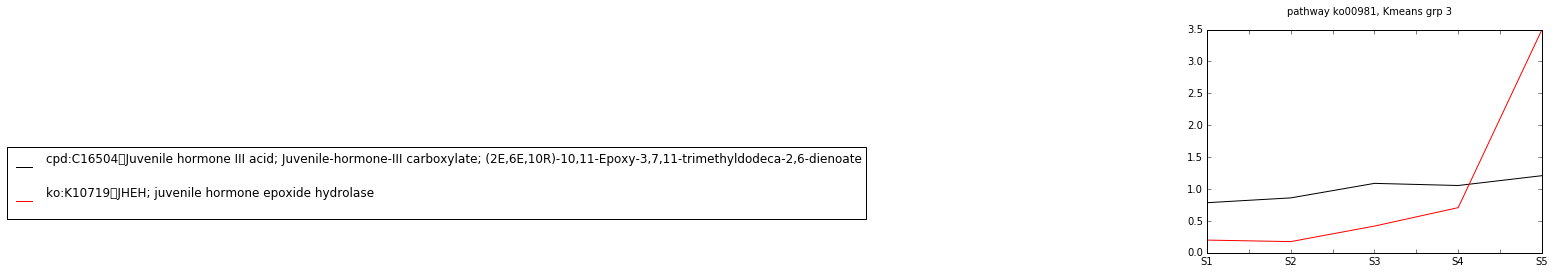 pathway ko00981, Kmeans grp 3
3.5
3.0
2.5
2.0
1.5
1.0
0.5
0.0
S1 S2 S3 S4 S5
cpd:C16504▯Juvenile hormone III acid; Juvenile-hormone-III carboxylate; (2E,6E,10R)-10,11-Epoxy-3,7,11-trimethyldodeca-2,6-dienoate
ko:K10719▯JHEH; juvenile hormone epoxide hydrolase